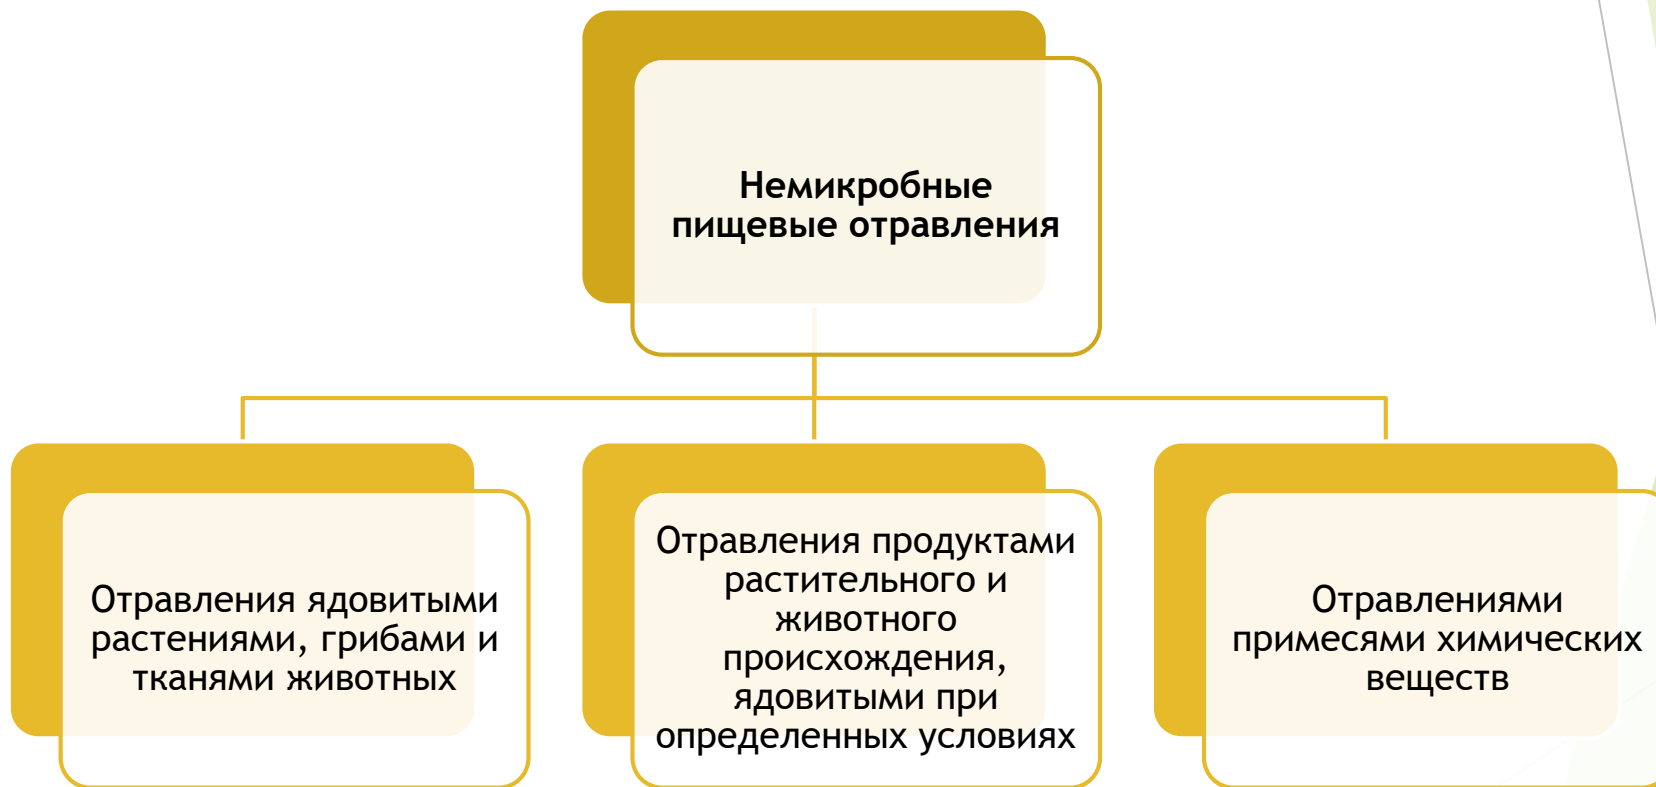 Немикробные
пищевые отравления
Отравления ядовитыми
растениями, грибами и
тканями животных
Отравления продуктами
растительного и
животного
происхождения,
ядовитыми при
определенных условиях
Отравлениями
примесями химических
веществ